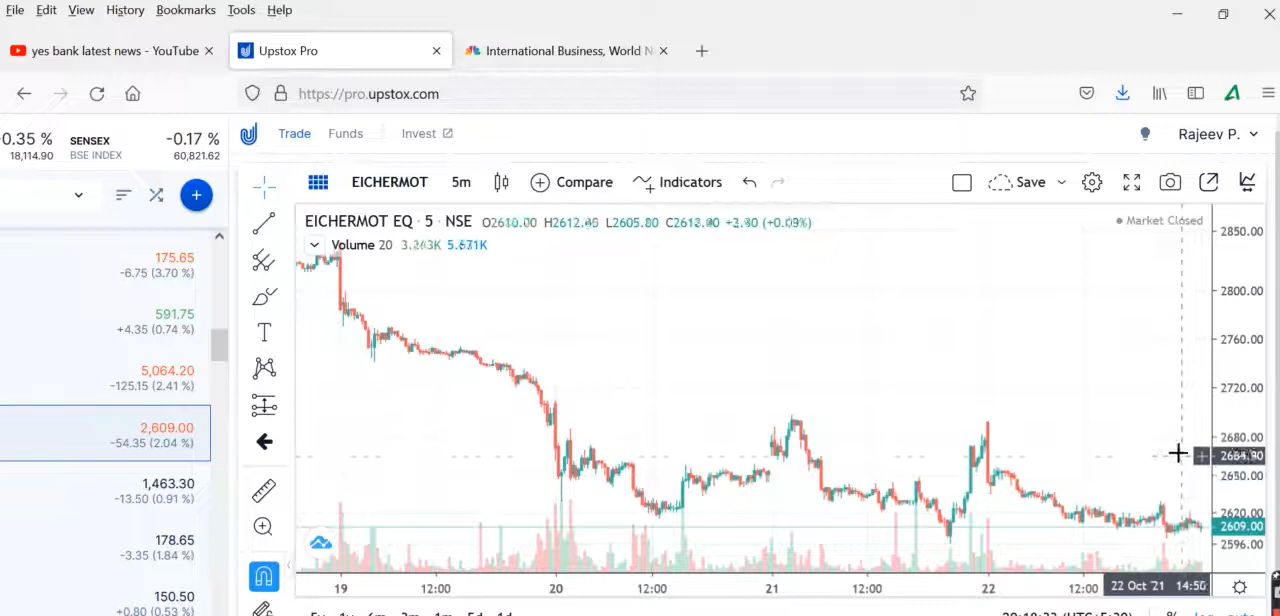 File Edit View History Bookmarks Tools Help
yes bank latest news - YouTube
Upstox Pro
International Business, World N
https://pro.upstox.com
0.35 % SENSEX -0.17 %
18,114.90 BSE INDEX 60,821.62
Trade Funds Invest
Rajeev P.
EICHERMOT 5m Compare Indicators Save
EICHERMOT EQ · 5 · NSE
Market Closed
Volume 20
175.65
-6.75 (3.70 %)
591.75
+4.35 (0.74 %)
5,064.20
-125.15 (2.41 %)
2,609.00
-54.35 (2.04 %)
1,463.30
-13.50 (0.91 %)
178.65
-3.35 (1.84 %)
150.50
+0.80 (0.53 %)
2850.00
2800.00
2760.00
2720.00
2680.00
2650.00
2620.00
2609.00
2596.00
19 12:00 20 12:00 21 12:00 22 12:00 22 Oct '21